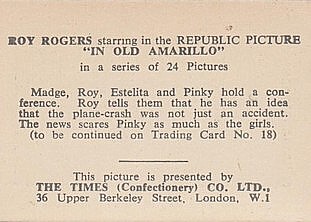 ROY ROGERS starring in the REPUBLIC PICTURE
"IN OLD AMARILLO"
in a series of 24 Pictures
Madge, Roy, Estelita and Pinky hold a con-
ference. Roy tells them that he has an idea
that the plane-crash was not just an accident.
The news scares Pinky as much as the girls.
(to be continued on Trading Card No. 18)
This picture is presented by
THE TIMES (Confectionery) CO. LTD.,
36 Upper Berkeley Street, London, W.1